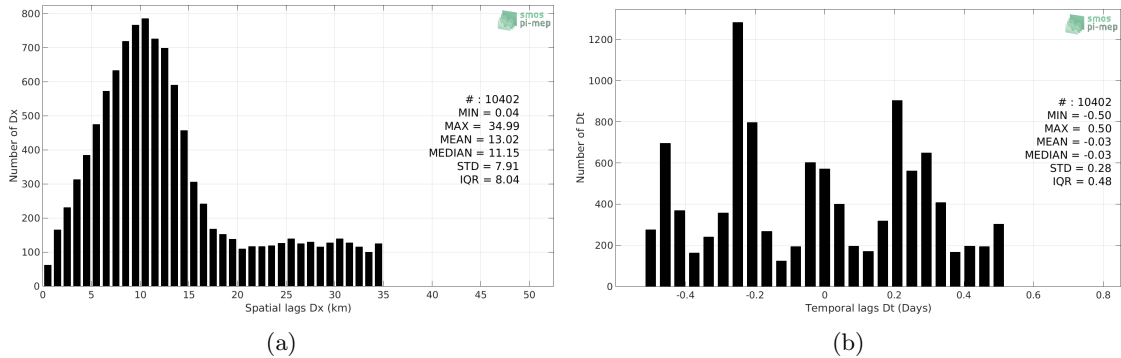 smos
pi-mep
800
700
600
500
400
300
200
100
0
Number of Dx
# : 10402
MIN = 0.04
MAX = 34.99
MEAN = 13.02
MEDIAN = 11.15
STD = 7.91
IQR = 8.04
0 5 10 15 20 25 30 35 40 45 50
Spatial lags Dx (km)
(a)
smos
pi-mep
1200
1000
800
600
400
200
0
Number of Dt
# : 10402
MIN = -0.50
MAX = 0.50
MEAN = -0.03
MEDIAN = -0.03
STD = 0.28
IQR = 0.48
-0.4 -0.2 0 0.2 0.4 0.6 0.8
Temporal lags Dt (Days)
(b)